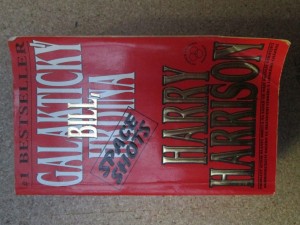 #1 BESTSELLER
BILL,
GALAKTICKÝ
HRDINA
SPACE
SHOTS
HARRY
HARRISON